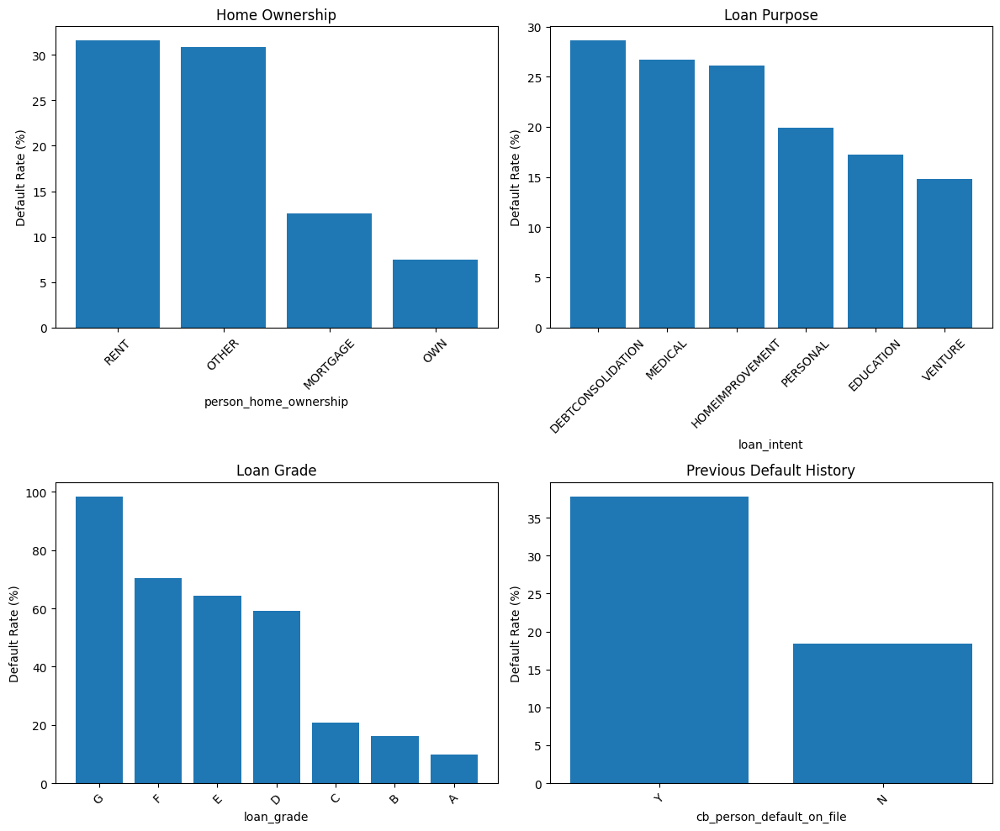 Home Ownership
Default Rate (%)
30
25
20
15
10
5
0
RENT
OTHER
MORTGAGE
OWN
person_home_ownership
Loan Purpose
Default Rate (%)
30
25
20
15
10
5
0
DEBTCONSOLIDATION
MEDICAL
HOMEIMPROVEMENT
PERSONAL
EDUCATION
VENTURE
loan_intent
Loan Grade
Default Rate (%)
100
80
60
40
20
0
G
F
E
D
C
B
A
loan_grade
Previous Default History
Default Rate (%)
35
30
25
20
15
10
5
0
Y
N
cb_person_default_on_file